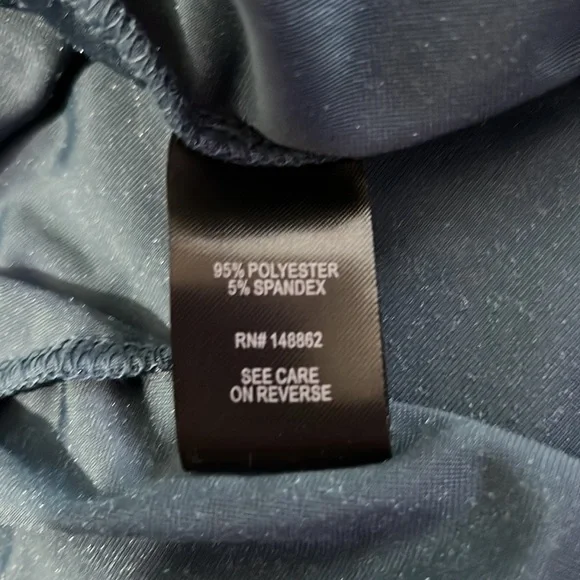 95% POLYESTER
5% SPANDEX
RN# 148862
SEE CARE
ON REVERSE